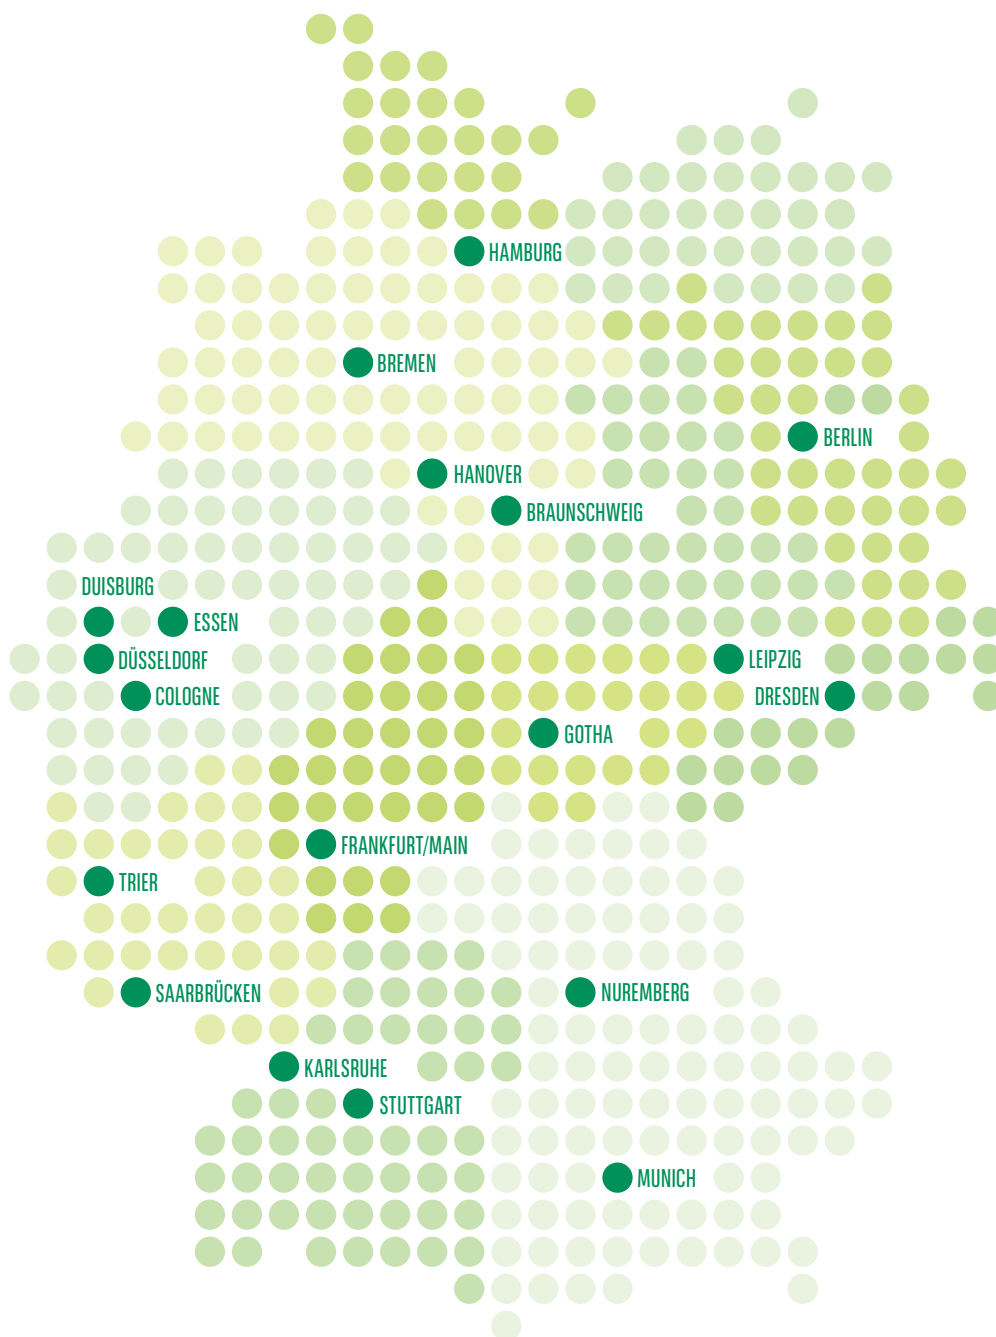 HAMBURG
BREMEN
BERLIN
HANOVER
BRAUNSCHWEIG
DUISBURG
ESSEN
DÜSSELDORF
LEIPZIG
COLOGNE
DRESDEN
GOTHA
FRANKFURT/MAIN
TRIER
SAARBRÜCKEN
NUREMBERG
KARLSRUHE
STUTTGART
MUNICH